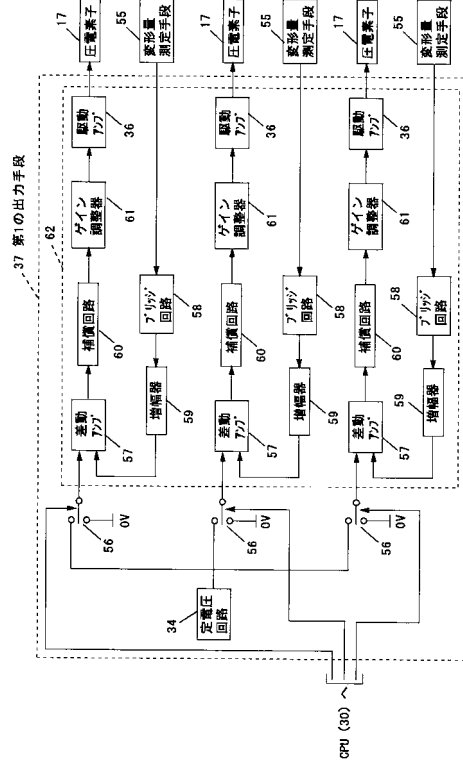 37 第1の出力手段
62
17
圧電素子
55
変形量
測定手段
駆動
アンプ
36
ゲイン
調整器
61
補償回路
60
差動
アンプ
57
ブリッジ
回路
58
増幅器
59
56
0V
17
圧電素子
55
変形量
測定手段
駆動
アンプ
36
ゲイン
調整器
61
補償回路
60
差動
アンプ
57
ブリッジ
回路
58
増幅器
59
56
0V
34
定電圧
回路
17
圧電素子
55
変形量
測定手段
駆動
アンプ
36
ゲイン
調整器
61
補償回路
60
差動
アンプ
57
58
ブリッジ
回路
59
増幅器
56
0V
CPU (30) へ